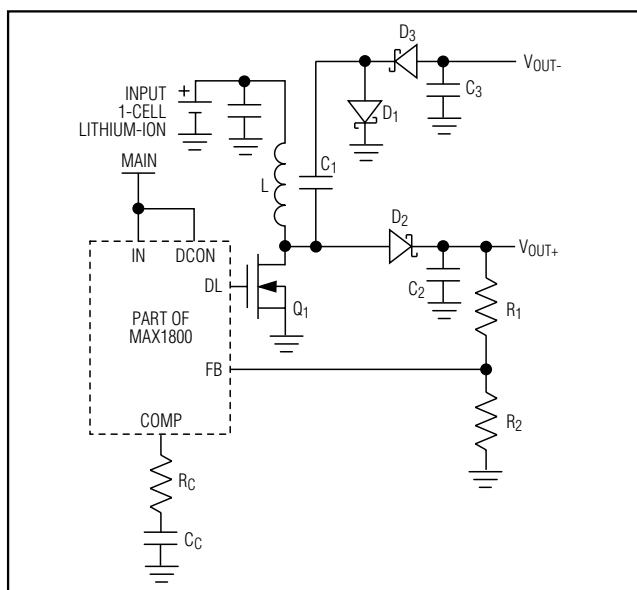 D3
VOUT-
INPUT
1-CELL
LITHIUM-ION
+
C3
D1
MAIN
L
C1
D2
VOUT+
IN
DCON
C2
DL
Q1
R1
PART OF
MAX1800
FB
COMP
R2
RC
CC